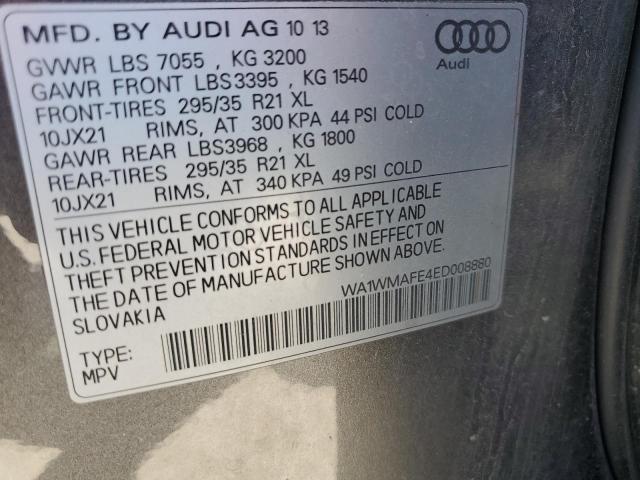 MFD. BY AUDI AG 10 13
GVWR LBS 7055 , KG 3200
GAWR FRONT LBS3395 , KG 1540
FRONT-TIRES 295/35 R21 XL
10JX21 RIMS, AT 300 KPA 44 PSI COLD
GAWR REAR LBS3968 , KG 1800
REAR-TIRES 295/35 R21 XL
10JX21 RIMS, AT 340 KPA 49 PSI COLD
THIS VEHICLE CONFORMS TO ALL APPLICABLE
U.S. FEDERAL MOTOR VEHICLE SAFETY AND
THEFT PREVENTION STANDARDS IN EFFECT ON
THE DATE OF MANUFACTURE SHOWN ABOVE.
SLOVAKIA
WA1WMAFE4ED008880
TYPE:
MPV
Audi